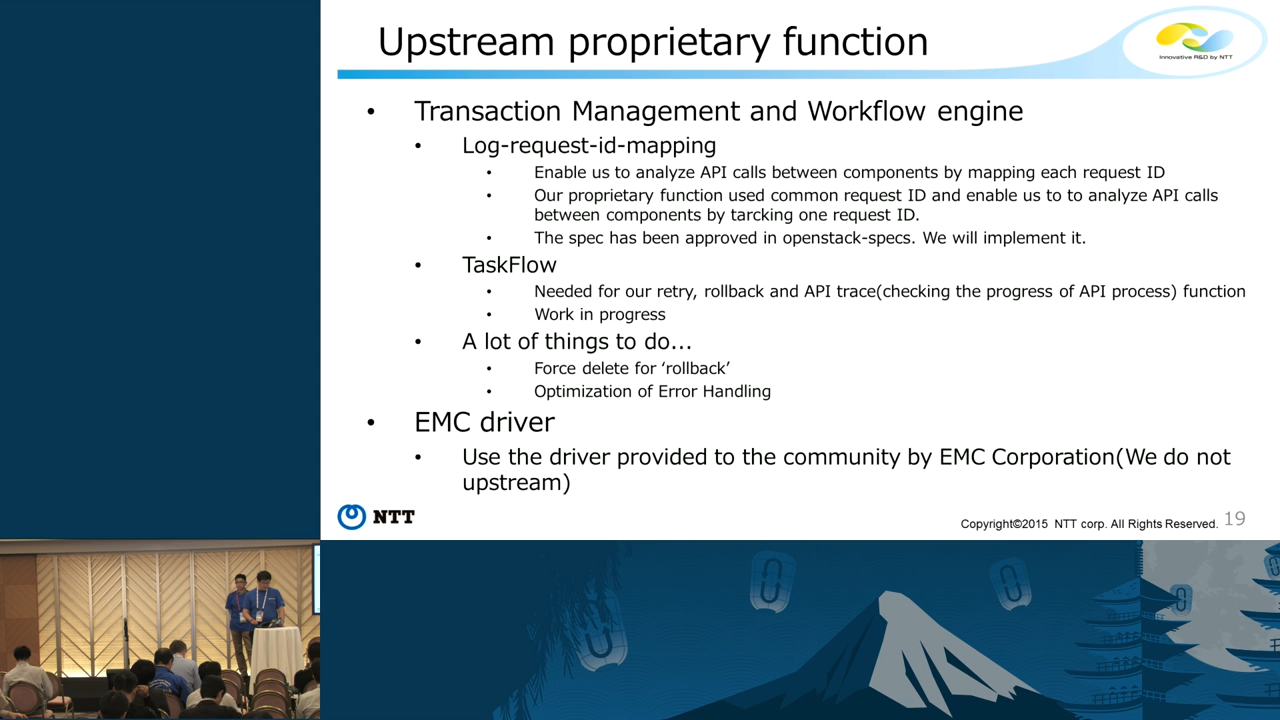 Upstream proprietary function
Innovative R&D by NTT
• Transaction Management and Workflow engine
• Log-request-id-mapping
• Enable us to analyze API calls between components by mapping each request ID
• Our proprietary function used common request ID and enable us to to analyze API calls
between components by tarcking one request ID.
• The spec has been approved in openstack-specs. We will implement it.
• TaskFlow
• Needed for our retry, rollback and API trace(checking the progress of API process) function
• Work in progress
• A lot of things to do...
• Force delete for ‘rollback’
• Optimization of Error Handling
• EMC driver
• Use the driver provided to the community by EMC Corporation(We do not
upstream)
NTT
Copyright©2015 NTT corp. All Rights Reserved. 19